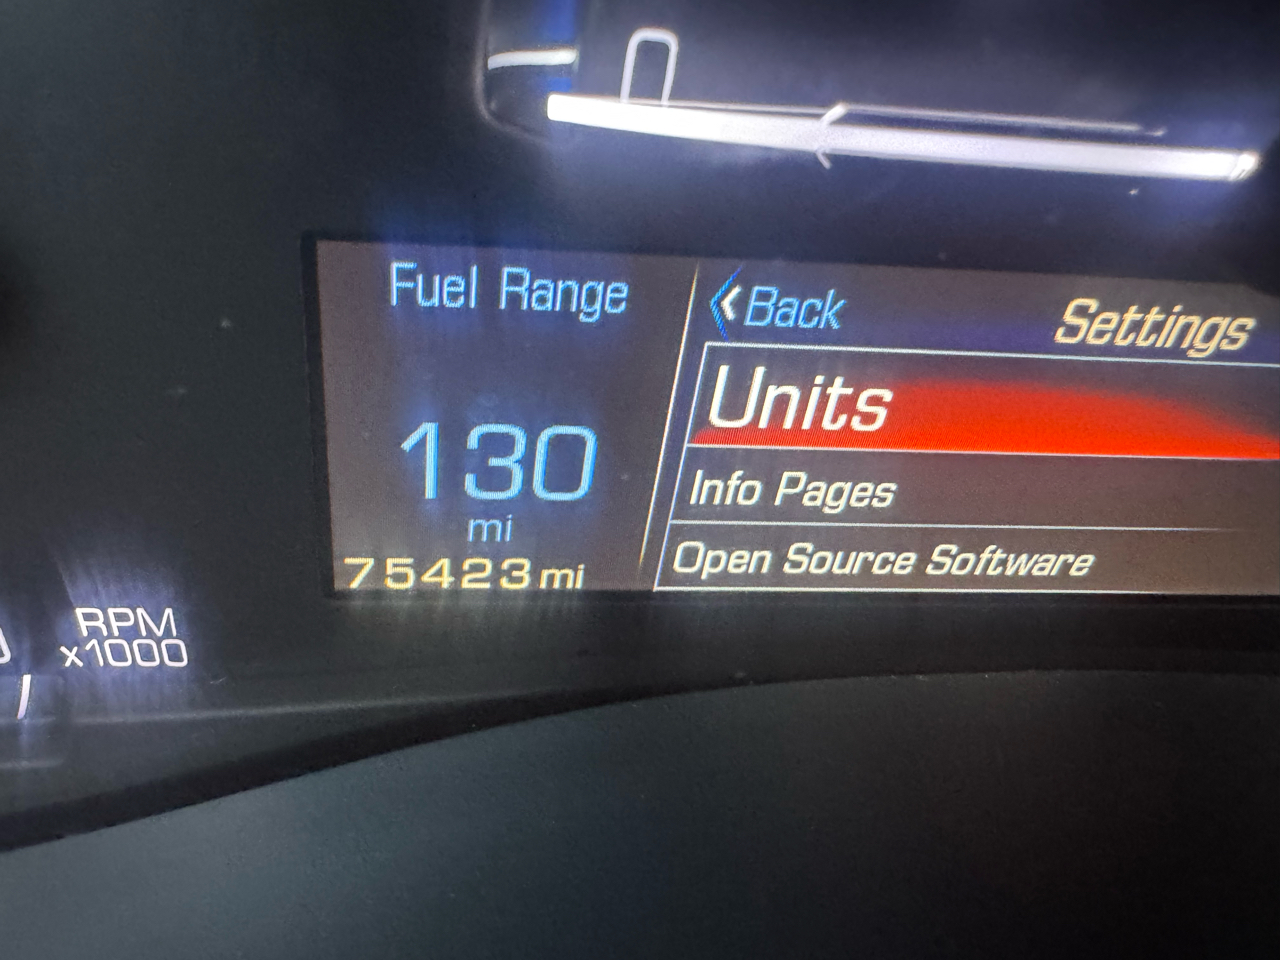 Fuel Range
130
mi
75423 mi
Back
Settings
Units
Info Pages
Open Source Software
RPM
x1000